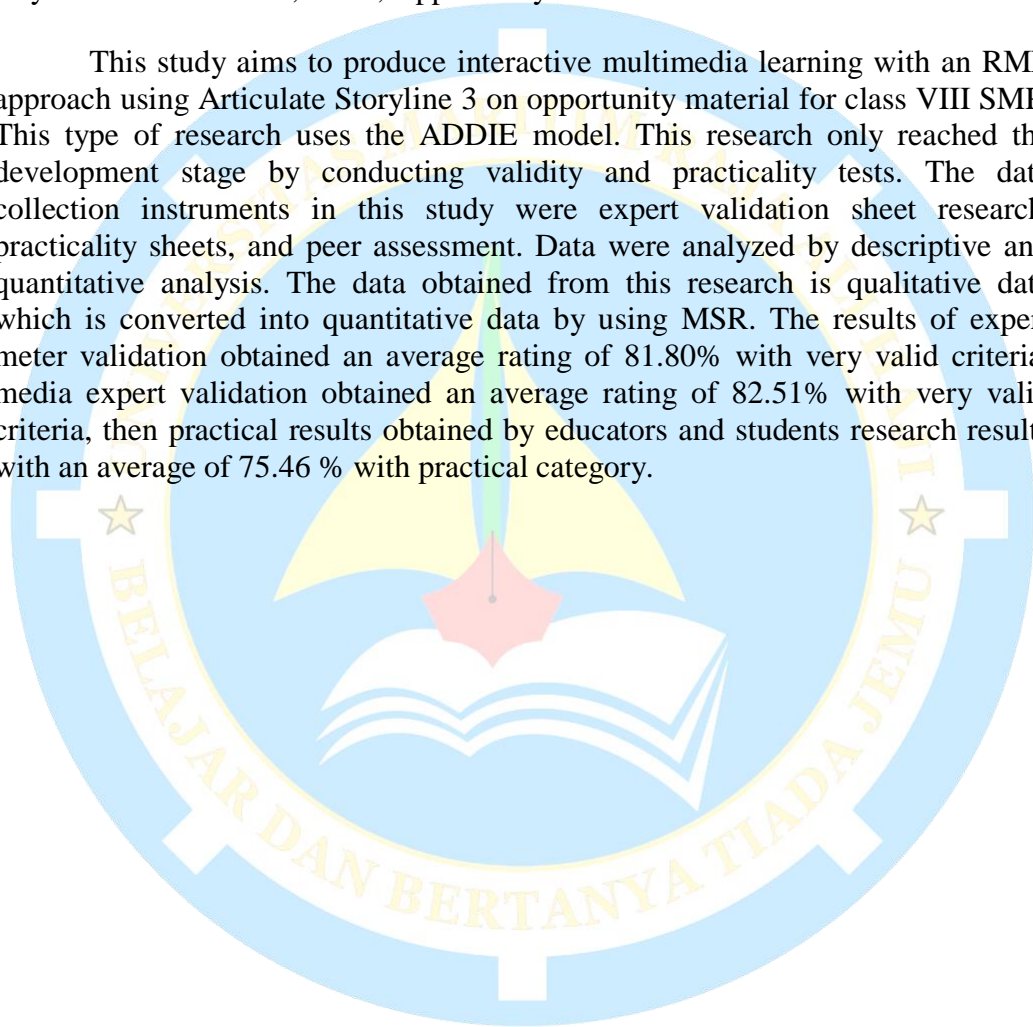 This study aims to produce interactive multimedia learning with an RM
approach using Articulate Storyline 3 on opportunity material for class VIII SM
This type of research uses the ADDIE model. This research only reached th
development stage by conducting validity and practicality tests. The dat
collection instruments in this study were expert validation sheet research
practicality sheets, and peer assessment. Data were analyzed by descriptive an
quantitative analysis. The data obtained from this research is qualitative dat
which is converted into quantitative data by using MSR. The results of exper
meter validation obtained an average rating of 81.80% with very valid criteria
media expert validation obtained an average rating of 82.51% with very vali
criteria, then practical results obtained by educators and students research result
with an average of 75.46 % with practical category.
UNIVERSITAS MARITIM RAJA ALI HAJI
BELAJAR DAN BERTANYA TIADA JEMU